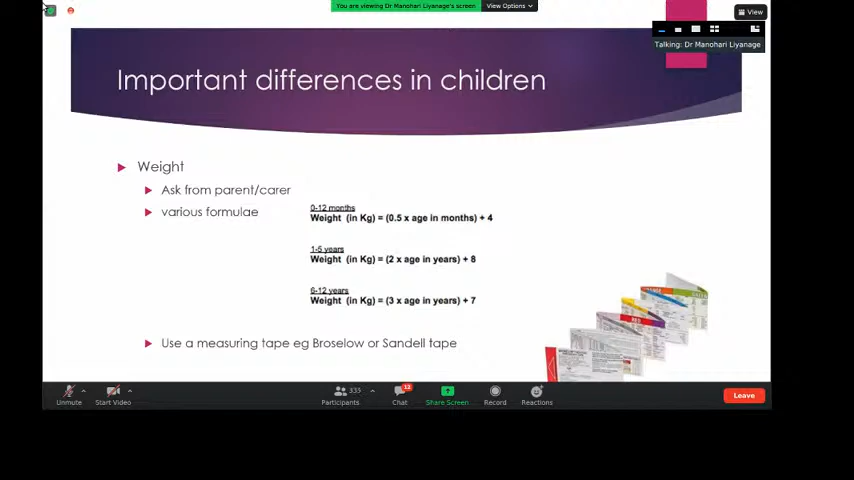 You are viewing Dr Manohari Liyanage's screen
View Options
View
Talking: Dr Manohari Liyanage
Important differences in children
Weight
Ask from parent/carer
various formulae
0-12 months
Weight (in Kg) = (0.5 x age in months) + 4
1-5 years
Weight (in Kg) = (2 x age in years) + 8
6-12 years
Weight (in Kg) = (3 x age in years) + 7
Use a measuring tape eg Broselow or Sandell tape
RED
Unmute
Start Video
Participants
333
Chat
12
Share Screen
Record
Reactions
Leave